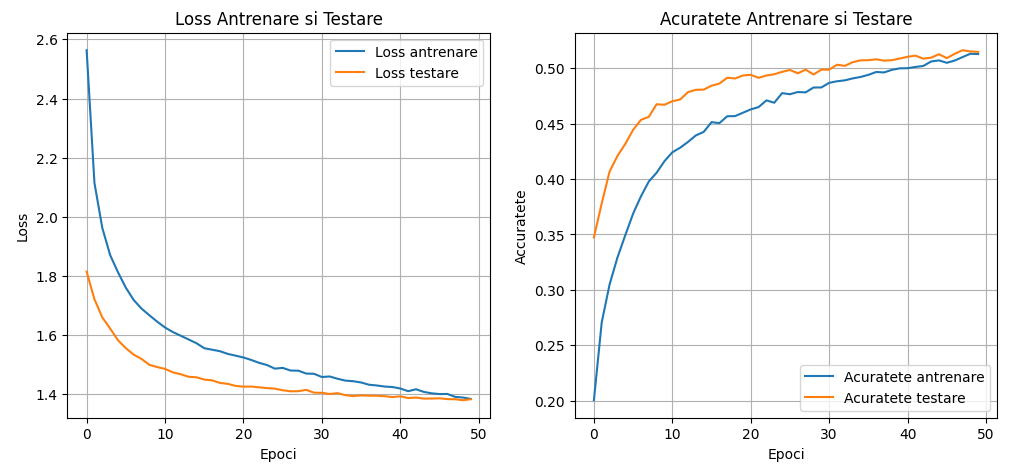 Loss Antrenare si Testare
2.6
2.4
2.2
2.0
1.8
1.6
1.4
Loss
Loss antrenare
Loss testare
0
10
20
30
40
50
Epoci
Acuratete Antrenare si Testare
0.50
0.45
0.40
0.35
0.30
0.25
0.20
Accuratete
Acuratete antrenare
Acuratete testare
0
10
20
30
40
50
Epoci